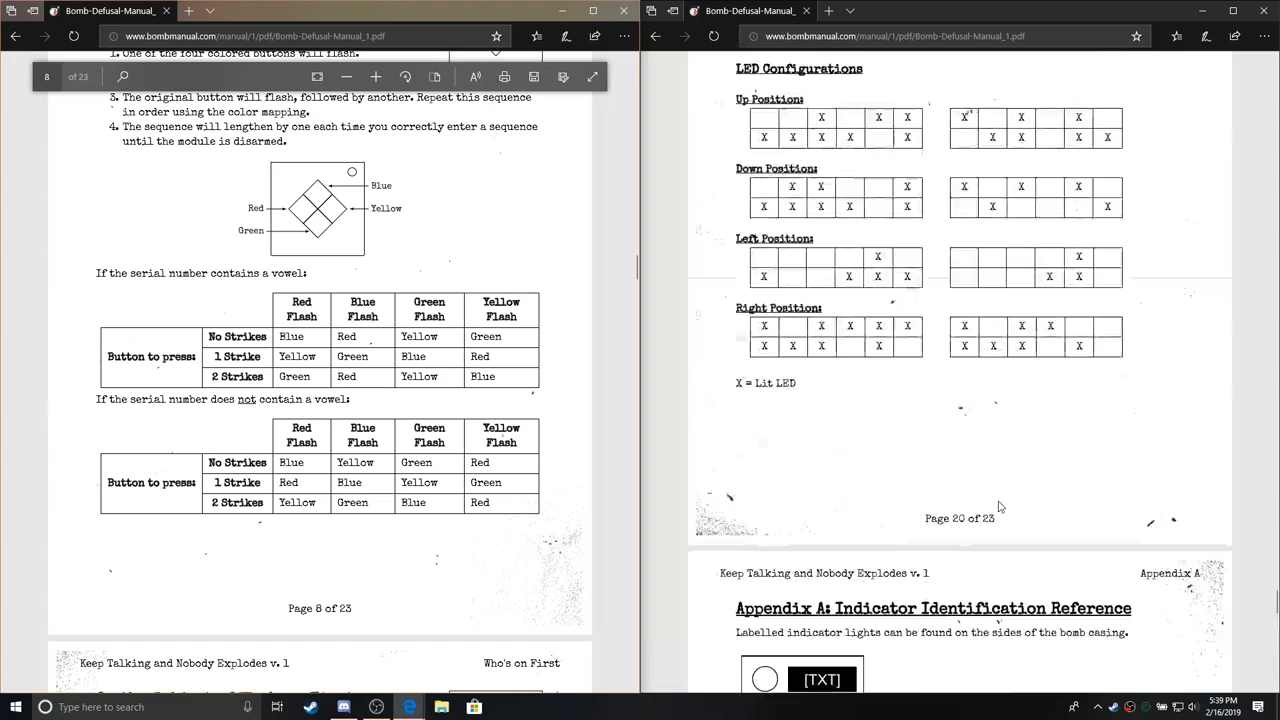 Bomb-Defusal-Manual_1.pdf
www.bombmanual.com/manual/1/pdf/Bomb-Defusal-Manual_1.pdf
1. One of the four colored buttons will flash.
8 of 23
3. The original button will flash, followed by another. Repeat this sequence
in order using the color mapping.
4. The sequence will lengthen by one each time you correctly enter a sequence
until the module is disarmed.
Blue
Red
Yellow
Green
If the serial number contains a vowel:
Red Flash Blue Flash Green Flash Yellow Flash
Button to press:
No Strikes Blue Red Yellow Green
1 Strike Yellow Green Blue Red
2 Strikes Green Red Yellow Blue
If the serial number does not contain a vowel:
Red Flash Blue Flash Green Flash Yellow Flash
Button to press:
No Strikes Blue Yellow Green Red
1 Strike Red Blue Yellow Green
2 Strikes Yellow Green Blue Red
Page 8 of 23
Keep Talking and Nobody Explodes v. 1 Who's on First
Bomb-Defusal-Manual_1.pdf
www.bombmanual.com/manual/1/pdf/Bomb-Defusal-Manual_1.pdf
LED Configurations
Up Position:
X X X X X X
X X X X X X X X X
Down Position:
X X X X X X
X X X X X X X
Left Position:
X X
X X X X X X
Right Position:
X X X X X X X X
X X X X X X X X
X = Lit LED
Page 20 of 23
Keep Talking and Nobody Explodes v. 1 Appendix A
Appendix A: Indicator Identification Reference
Labelled indicator lights can be found on the sides of the bomb casing.
[TXT]
Type here to search
5:39 PM
2/16/2019